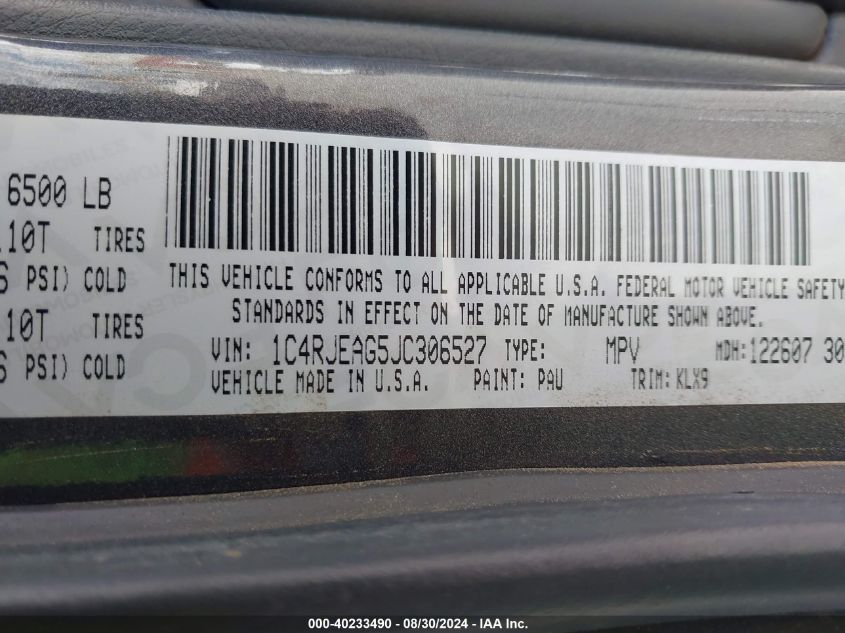 6500 LB
10T TIRES
PSI) COLD
10T TIRES
PSI) COLD
THIS VEHICLE CONFORMS TO ALL APPLICABLE U.S.A. FEDERAL MOTOR VEHICLE SAFETY
STANDARDS IN EFFECT ON THE DATE OF MANUFACTURE SHOWN ABOVE.
VIN: 1C4RJEAG5JC306527 TYPE: MPV MDH: 122607 30
VEHICLE MADE IN U.S.A. PAINT: PAU TRIM: KLX9
000-40233490 - 08/30/2024 - IAA Inc.